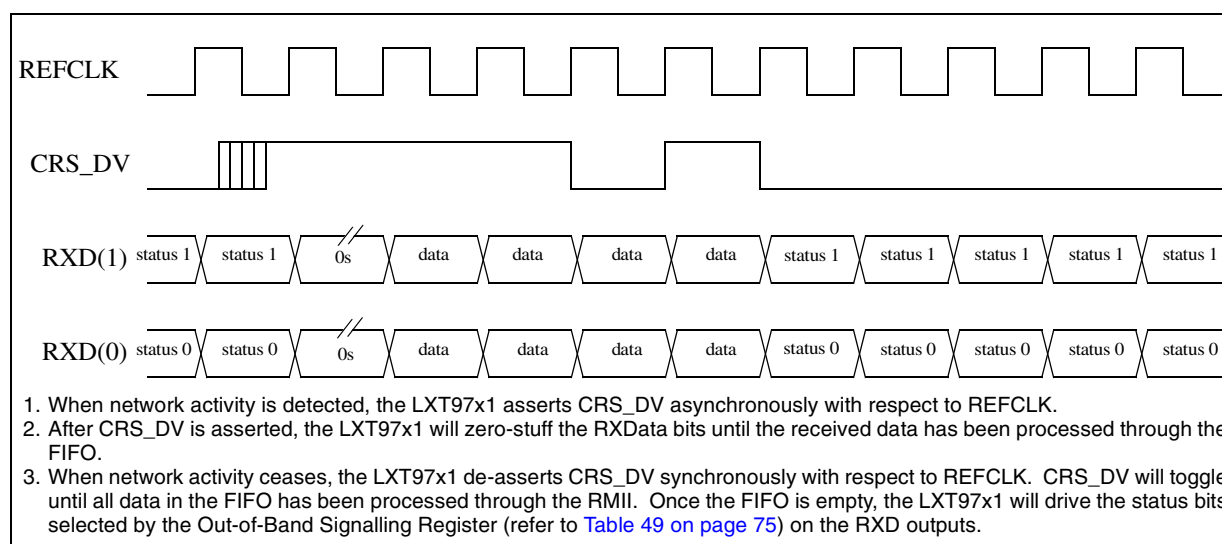 REFCLK
CRS_DV
RXD(1) status 1 status 1 0s data data data data status 1 status 1 status 1 status 1 status 1
RXD(0) status 0 status 0 0s data data data data status 0 status 0 status 0 status 0 status 0
1. When network activity is detected, the LXT97x1 asserts CRS_DV asynchronously with respect to REFCLK.
2. After CRS_DV is asserted, the LXT97x1 will zero-stuff the RXData bits until the received data has been processed through the
FIFO.
3. When network activity ceases, the LXT97x1 de-asserts CRS_DV synchronously with respect to REFCLK. CRS_DV will toggle
until all data in the FIFO has been processed through the RMII. Once the FIFO is empty, the LXT97x1 will drive the status bits
selected by the Out-of-Band Signalling Register (refer to Table 49 on page 75) on the RXD outputs.